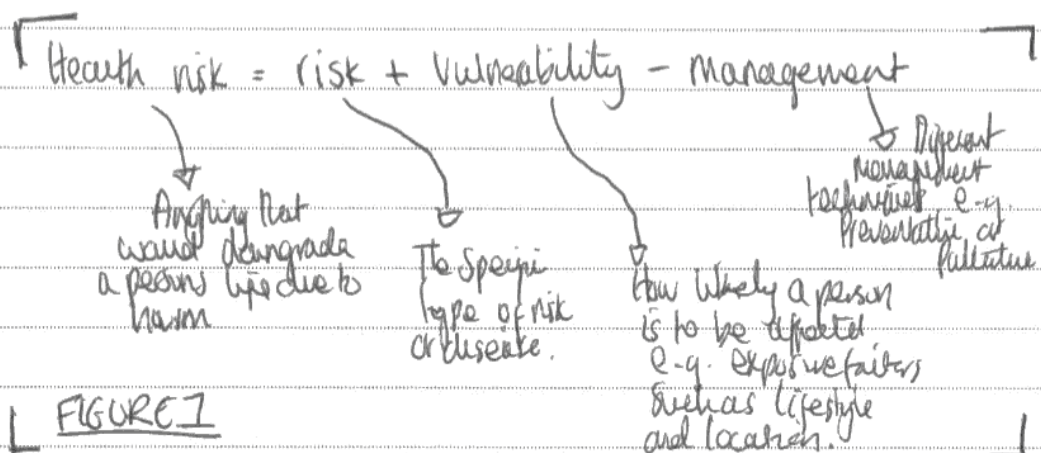 Health risk = risk + Vulnerability - Management
Anything that
would downgrade
a persons life due to
harm
The specific
type of risk
or disease.
How likely a person
is to be affected
e.g. exposure factors
such as lifestyle
and location.
Different
management
techniques e.g.
Preventative or
Palliative
FIGURE 1